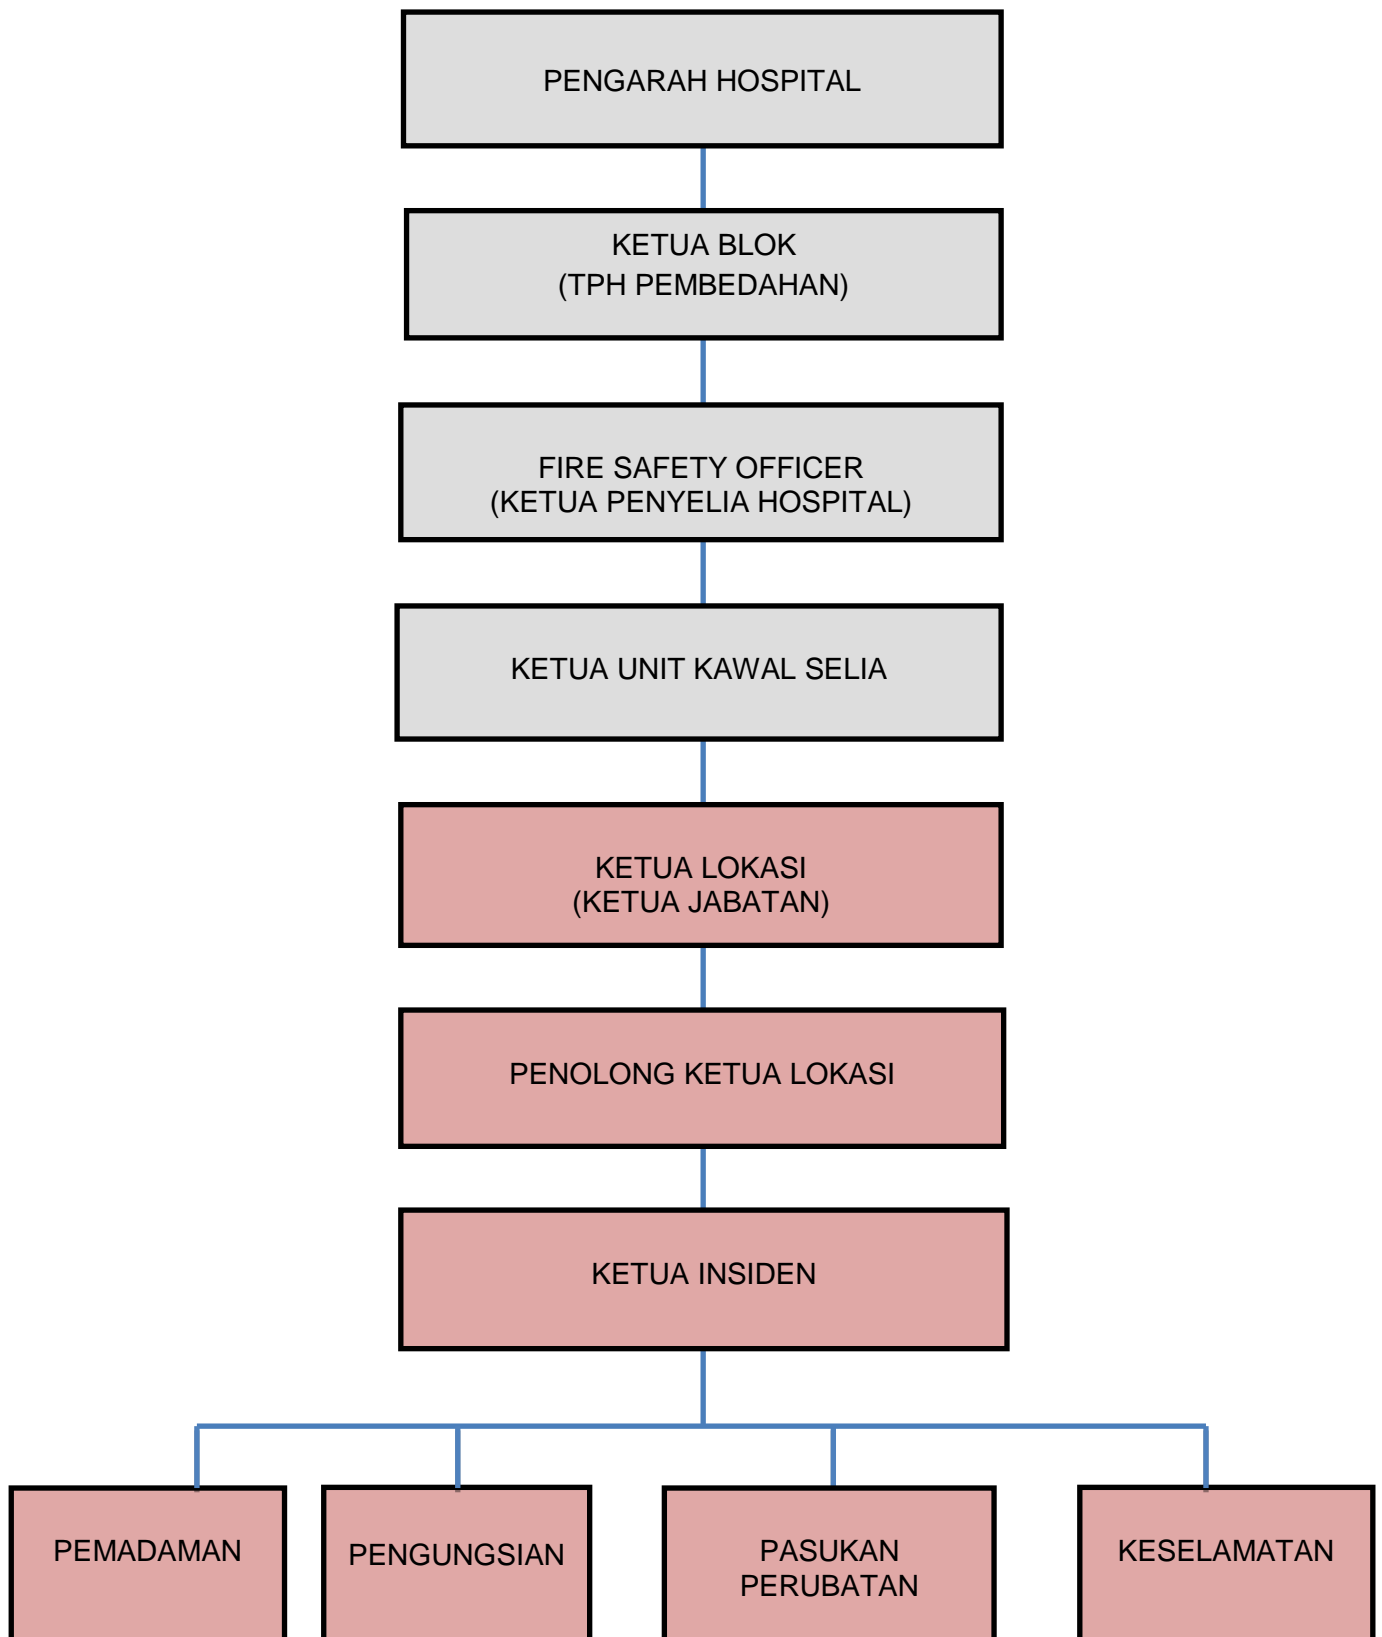 PENGARAH HOSPITAL
KETUA BLOK
(TPH PEMBEDAHAN)
FIRE SAFETY OFFICER
(KETUA PENYELIA HOSPITAL)
KETUA UNIT KAWAL SELIA
KETUA LOKASI
(KETUA JABATAN)
PENOLONG KETUA LOKASI
KETUA INSIDEN
PEMADAMAN
PENGUNGSIAN
PASUKAN
PERUBATAN
KESELAMATAN